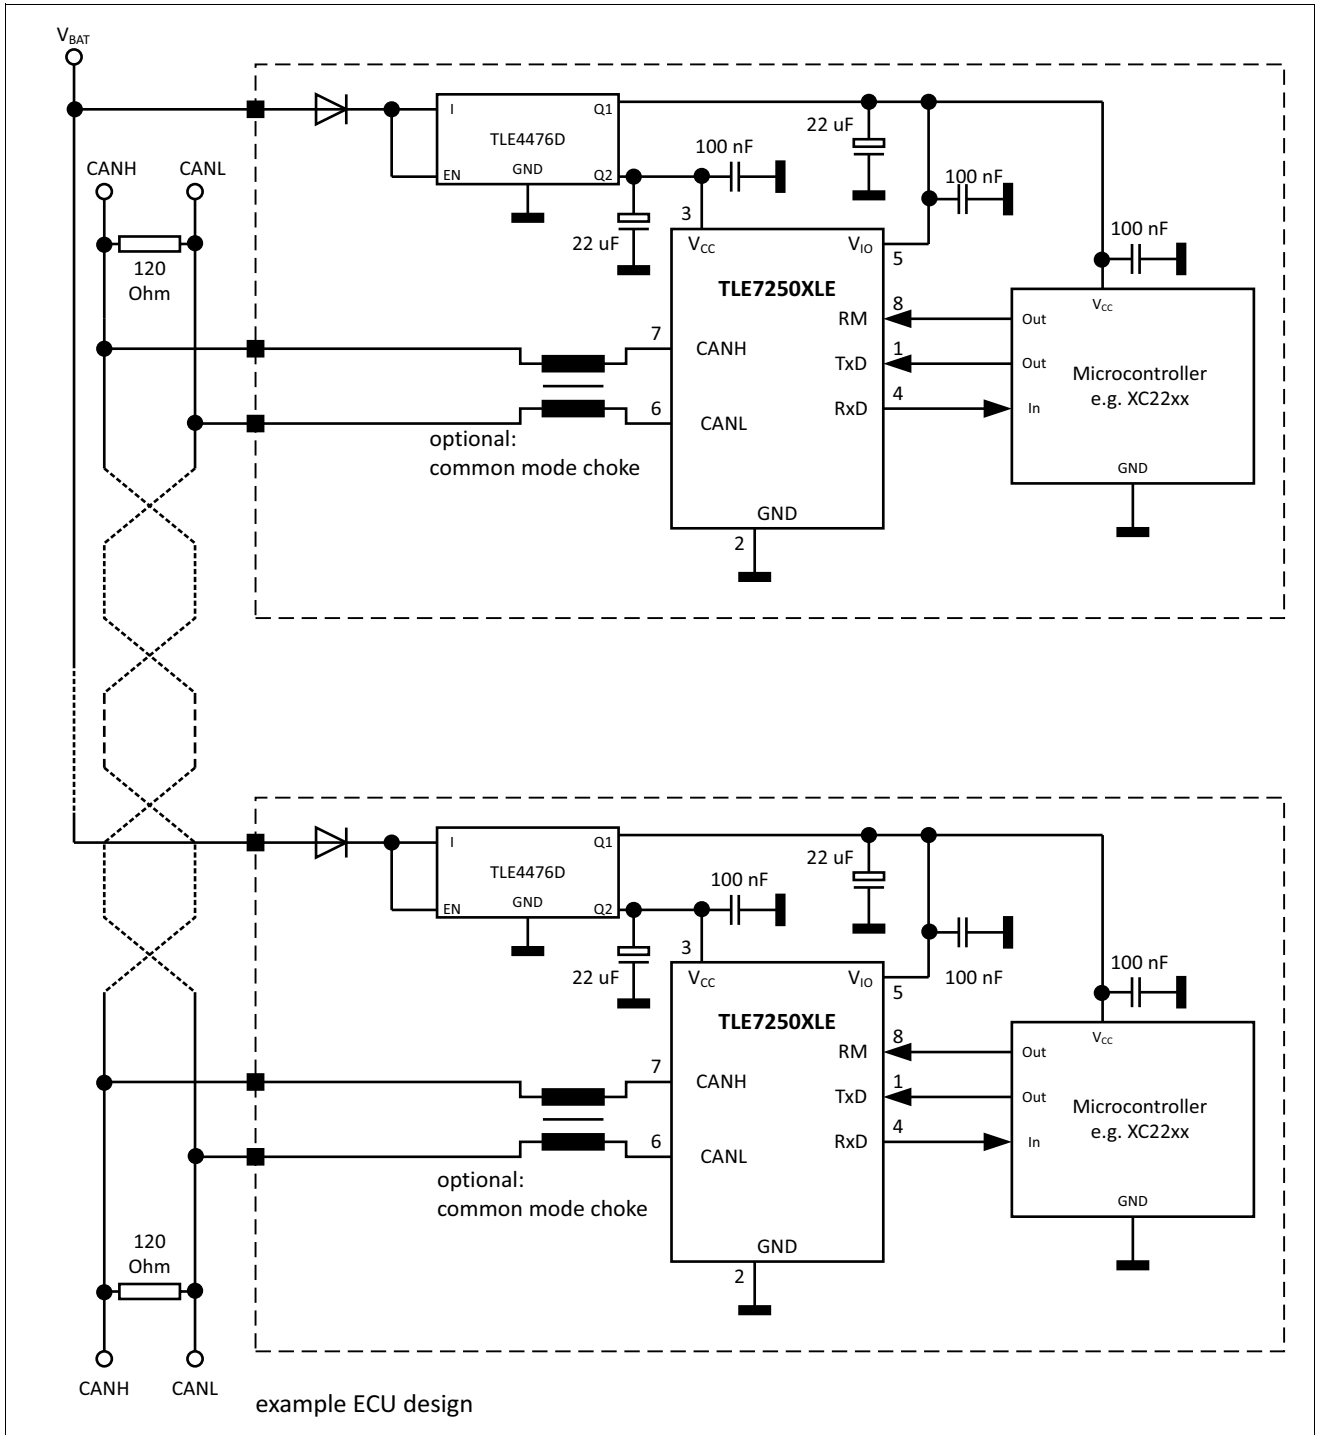 VBAT
CANH
CANL
120
Ohm
I
Q1
TLE4476D
EN
GND
Q2
22 uF
100 nF
22 uF
100 nF
100 nF
3
VCC
VIO
5
TLE7250XLE
7
CANH
6
CANL
RM
8
TxD
1
RxD
4
GND
2
optional:
common mode choke
VCC
Out
Out
In
Microcontroller
e.g. XC22xx
GND
I
Q1
TLE4476D
EN
GND
Q2
22 uF
100 nF
22 uF
100 nF
100 nF
3
VCC
VIO
5
TLE7250XLE
7
CANH
6
CANL
RM
8
TxD
1
RxD
4
GND
2
optional:
common mode choke
VCC
Out
Out
In
Microcontroller
e.g. XC22xx
GND
120
Ohm
CANH
CANL
example ECU design